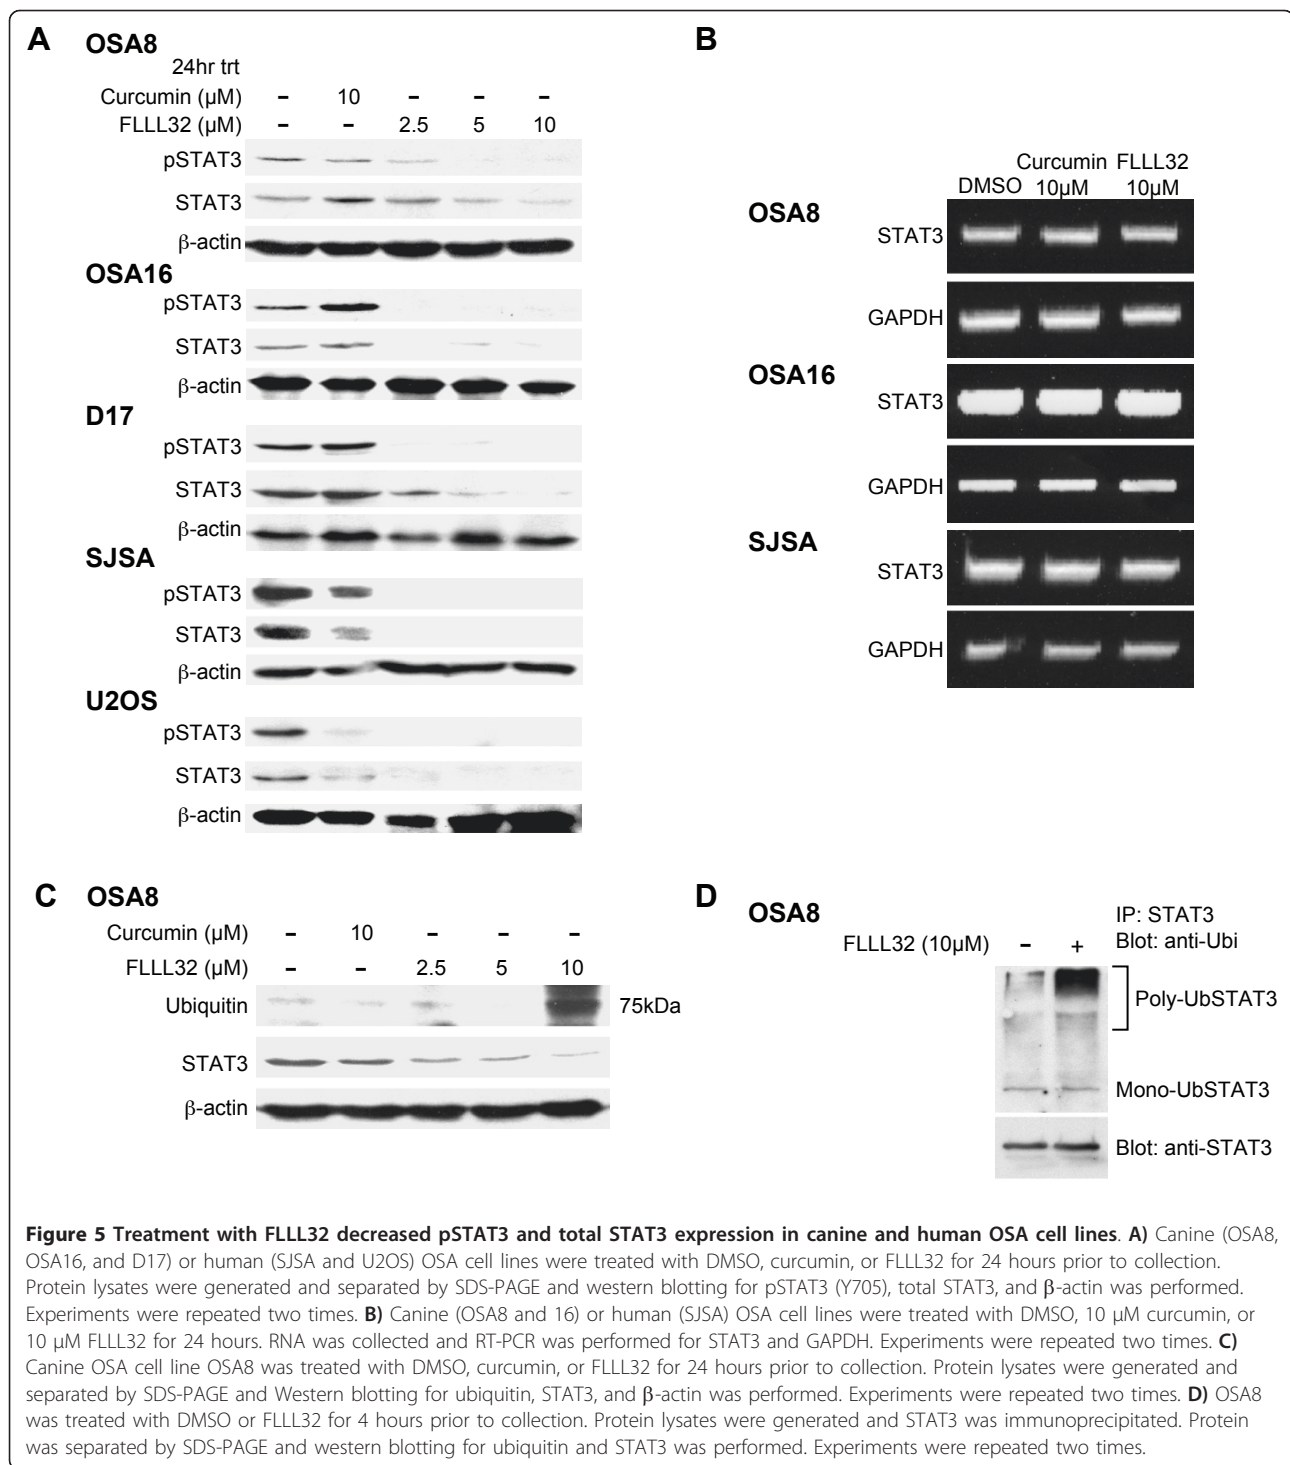 A
OSA8
24hr trt
Curcumin (µM) – 10 – – –
FLLL32 (µM) – – 2.5 5 10
pSTAT3
STAT3
β-actin
OSA16
pSTAT3
STAT3
β-actin
D17
pSTAT3
STAT3
β-actin
SJSA
pSTAT3
STAT3
β-actin
U2OS
pSTAT3
STAT3
β-actin
B
DMSO Curcumin 10µM FLLL32 10µM
OSA8
STAT3
GAPDH
OSA16
STAT3
GAPDH
SJSA
STAT3
GAPDH
C
OSA8
Curcumin (µM) – 10 – – –
FLLL32 (µM) – – 2.5 5 10
Ubiquitin 75kDa
STAT3
β-actin
D
OSA8
IP: STAT3
Blot: anti-Ubi
FLLL32 (10µM) – +
Poly-UbSTAT3
Mono-UbSTAT3
Blot: anti-STAT3
Figure 5 Treatment with FLLL32 decreased pSTAT3 and total STAT3 expression in canine and human OSA cell lines. A) Canine (OSA8,
OSA16, and D17) or human (SJSA and U2OS) OSA cell lines were treated with DMSO, curcumin, or FLLL32 for 24 hours prior to collection.
Protein lysates were generated and separated by SDS-PAGE and western blotting for pSTAT3 (Y705), total STAT3, and β-actin was performed.
Experiments were repeated two times. B) Canine (OSA8 and 16) or human (SJSA) OSA cell lines were treated with DMSO, 10 µM curcumin, or
10 µM FLLL32 for 24 hours. RNA was collected and RT-PCR was performed for STAT3 and GAPDH. Experiments were repeated two times. C)
Canine OSA cell line OSA8 was treated with DMSO, curcumin, or FLLL32 for 24 hours prior to collection. Protein lysates were generated and
separated by SDS-PAGE and Western blotting for ubiquitin, STAT3, and β-actin was performed. Experiments were repeated two times. D) OSA8
was treated with DMSO or FLLL32 for 4 hours prior to collection. Protein lysates were generated and STAT3 was immunoprecipitated. Protein
was separated by SDS-PAGE and western blotting for ubiquitin and STAT3 was performed. Experiments were repeated two times.